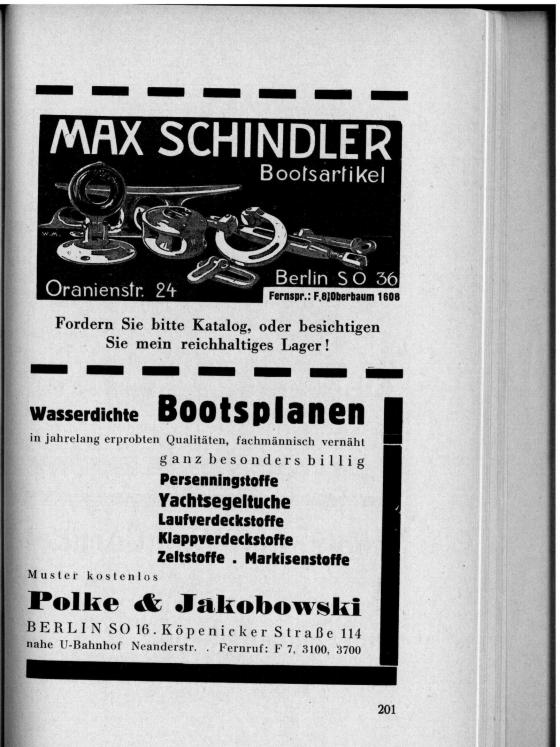 MAX SCHINDLER
Bootsartikel
W.M.
Oranienstr. 24
Berlin SO 36
Fernspr.: F,8,Oberbaum 1608
Fordern Sie bitte Katalog, oder besichtigen
Sie mein reichhaltiges Lager!
Wasserdichte Bootsplanen
in jahrelang erprobten Qualitäten, fachmännisch vernäht
ganz besonders billig
Persenningstoffe
Yachtsegeltuche
Laufverdeckstoffe
Klappverdeckstoffe
Zeltstoffe . Markisenstoffe
Muster kostenlos
Polke & Jakobowski
BERLIN SO 16 . Köpenicker Straße 114
nahe U-Bahnhof Neanderstr. . Fernruf: F 7, 3100, 3700
201